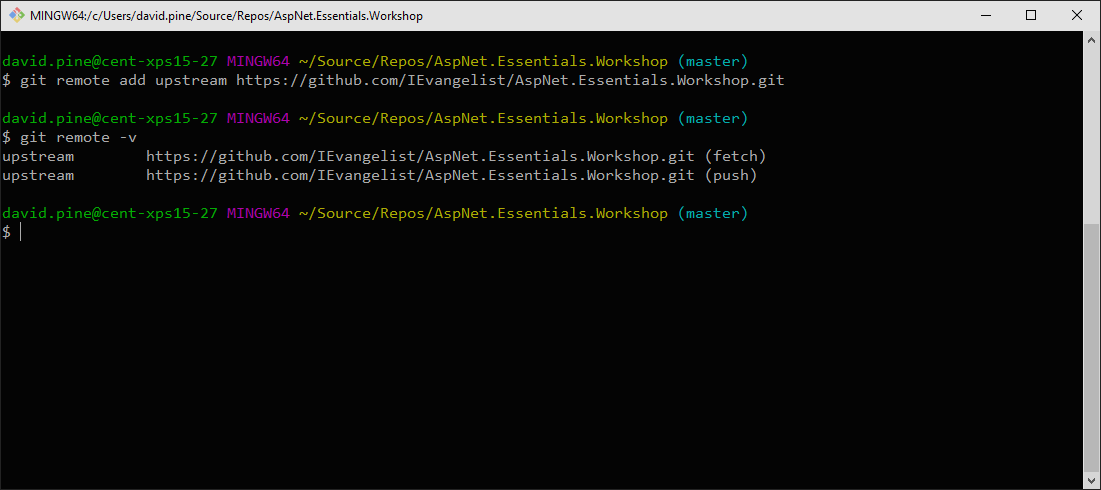 MINGW64:/c/Users/david.pine/Source/Repos/AspNet.Essentials.Workshop
david.pine@cent-xps15-27 MINGW64 ~/Source/Repos/AspNet.Essentials.Workshop (master)
$ git remote add upstream https://github.com/IEvangelist/AspNet.Essentials.Workshop.git
david.pine@cent-xps15-27 MINGW64 ~/Source/Repos/AspNet.Essentials.Workshop (master)
$ git remote -v
upstream        https://github.com/IEvangelist/AspNet.Essentials.Workshop.git (fetch)
upstream        https://github.com/IEvangelist/AspNet.Essentials.Workshop.git (push)
david.pine@cent-xps15-27 MINGW64 ~/Source/Repos/AspNet.Essentials.Workshop (master)
$